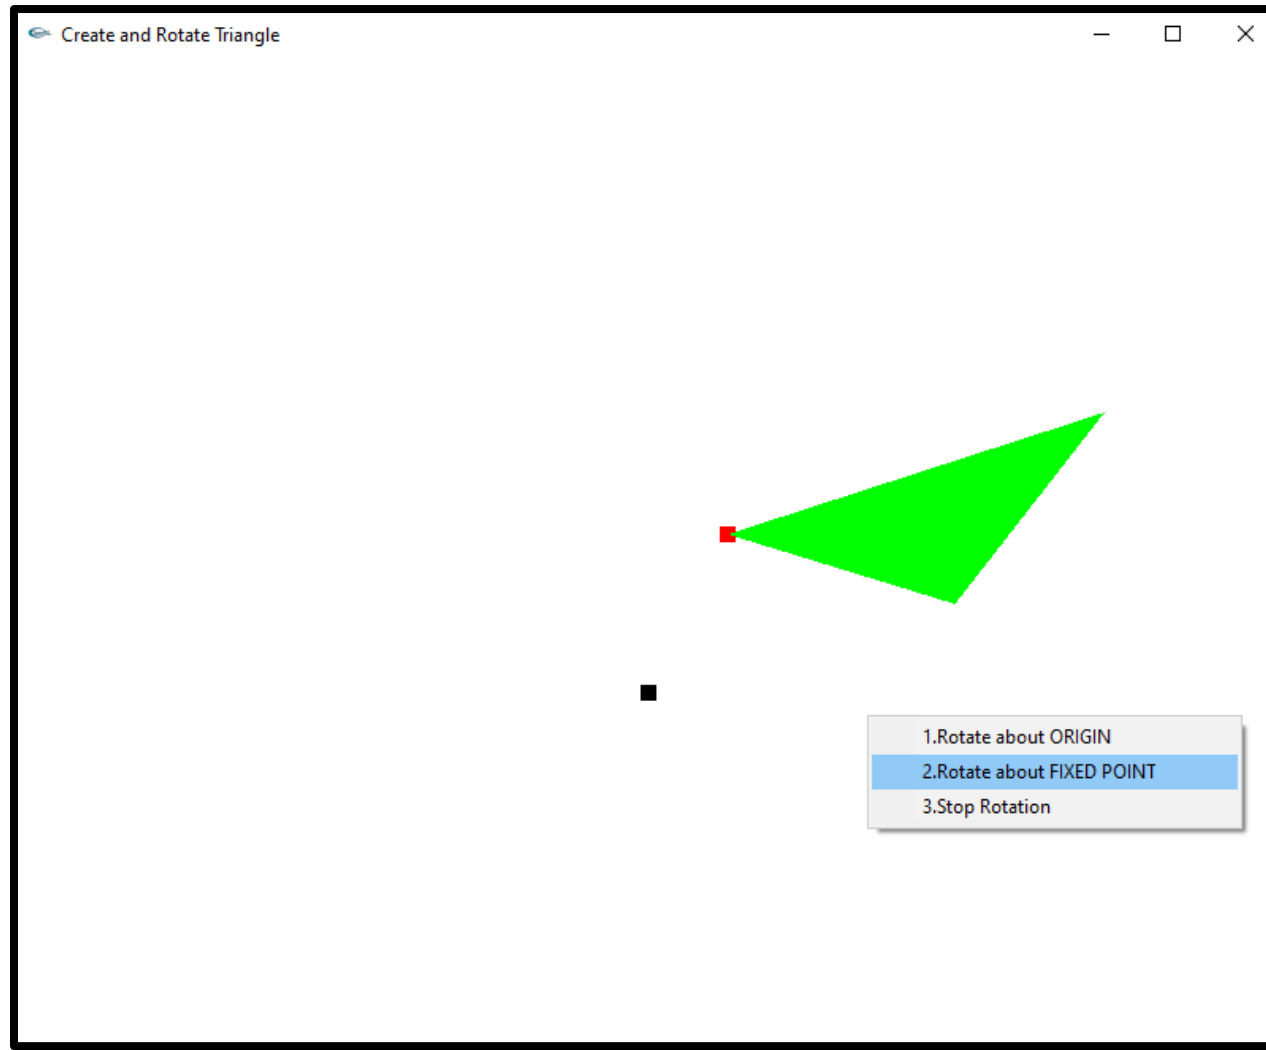 Create and Rotate Triangle
1.Rotate about ORIGIN
2.Rotate about FIXED POINT
3.Stop Rotation